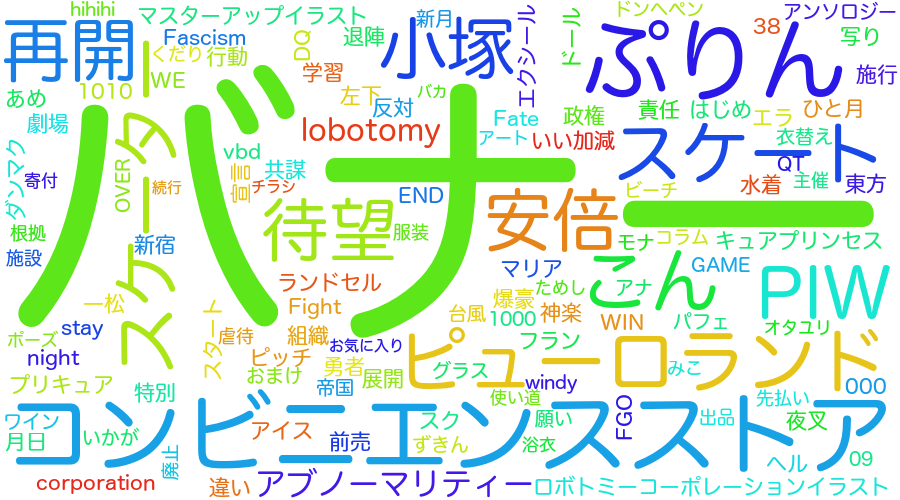 hihihi
マスターアップイラスト
新月
ドンヘペン
アンソロジー
再開
Fascism
くだり
行動
DQ
退陣
小塚
エクシール
ドール
ぷりん
38
写り
WE
学習
施行
あめ
1010
左下
反対
バカ
Fate
政権
責任
はじめ
エラ
ひと月
劇場
バナー
lobotomy
アート
いい加減
スケート
衣替え
ダンマク
寄付
OVER
スケーター
vbd
宣言
共謀
チラシ
続行
END
QT
水着
主催
東方
ビーチ
根拠
新宿
待望
服装
安倍
モナ
コラム
キュアプリンセス
施設
マリア
こん
GAME
PIW
ランドセル
ためし
アナ
一松
Fight
爆豪
台風
1000
神楽
WIN
パフェ
オタユリ
ポーズ
stay
スタート
虐待
組織
お気に入り
フラン
night
ピッチ
ピューロランド
プリキュア
おまけ
勇者
展開
グラス
みこ
特別
帝国
windy
000
使い道
先払い
ワイン
コンビニエンスストア
月日
いかが
アイス
前売
スク
ずきん
願い
浴衣
FGO
出品
夜叉
廃止
ヘル
09
corporation
違い
アブノーマリティー
ロボトミーコーポレーションイラスト